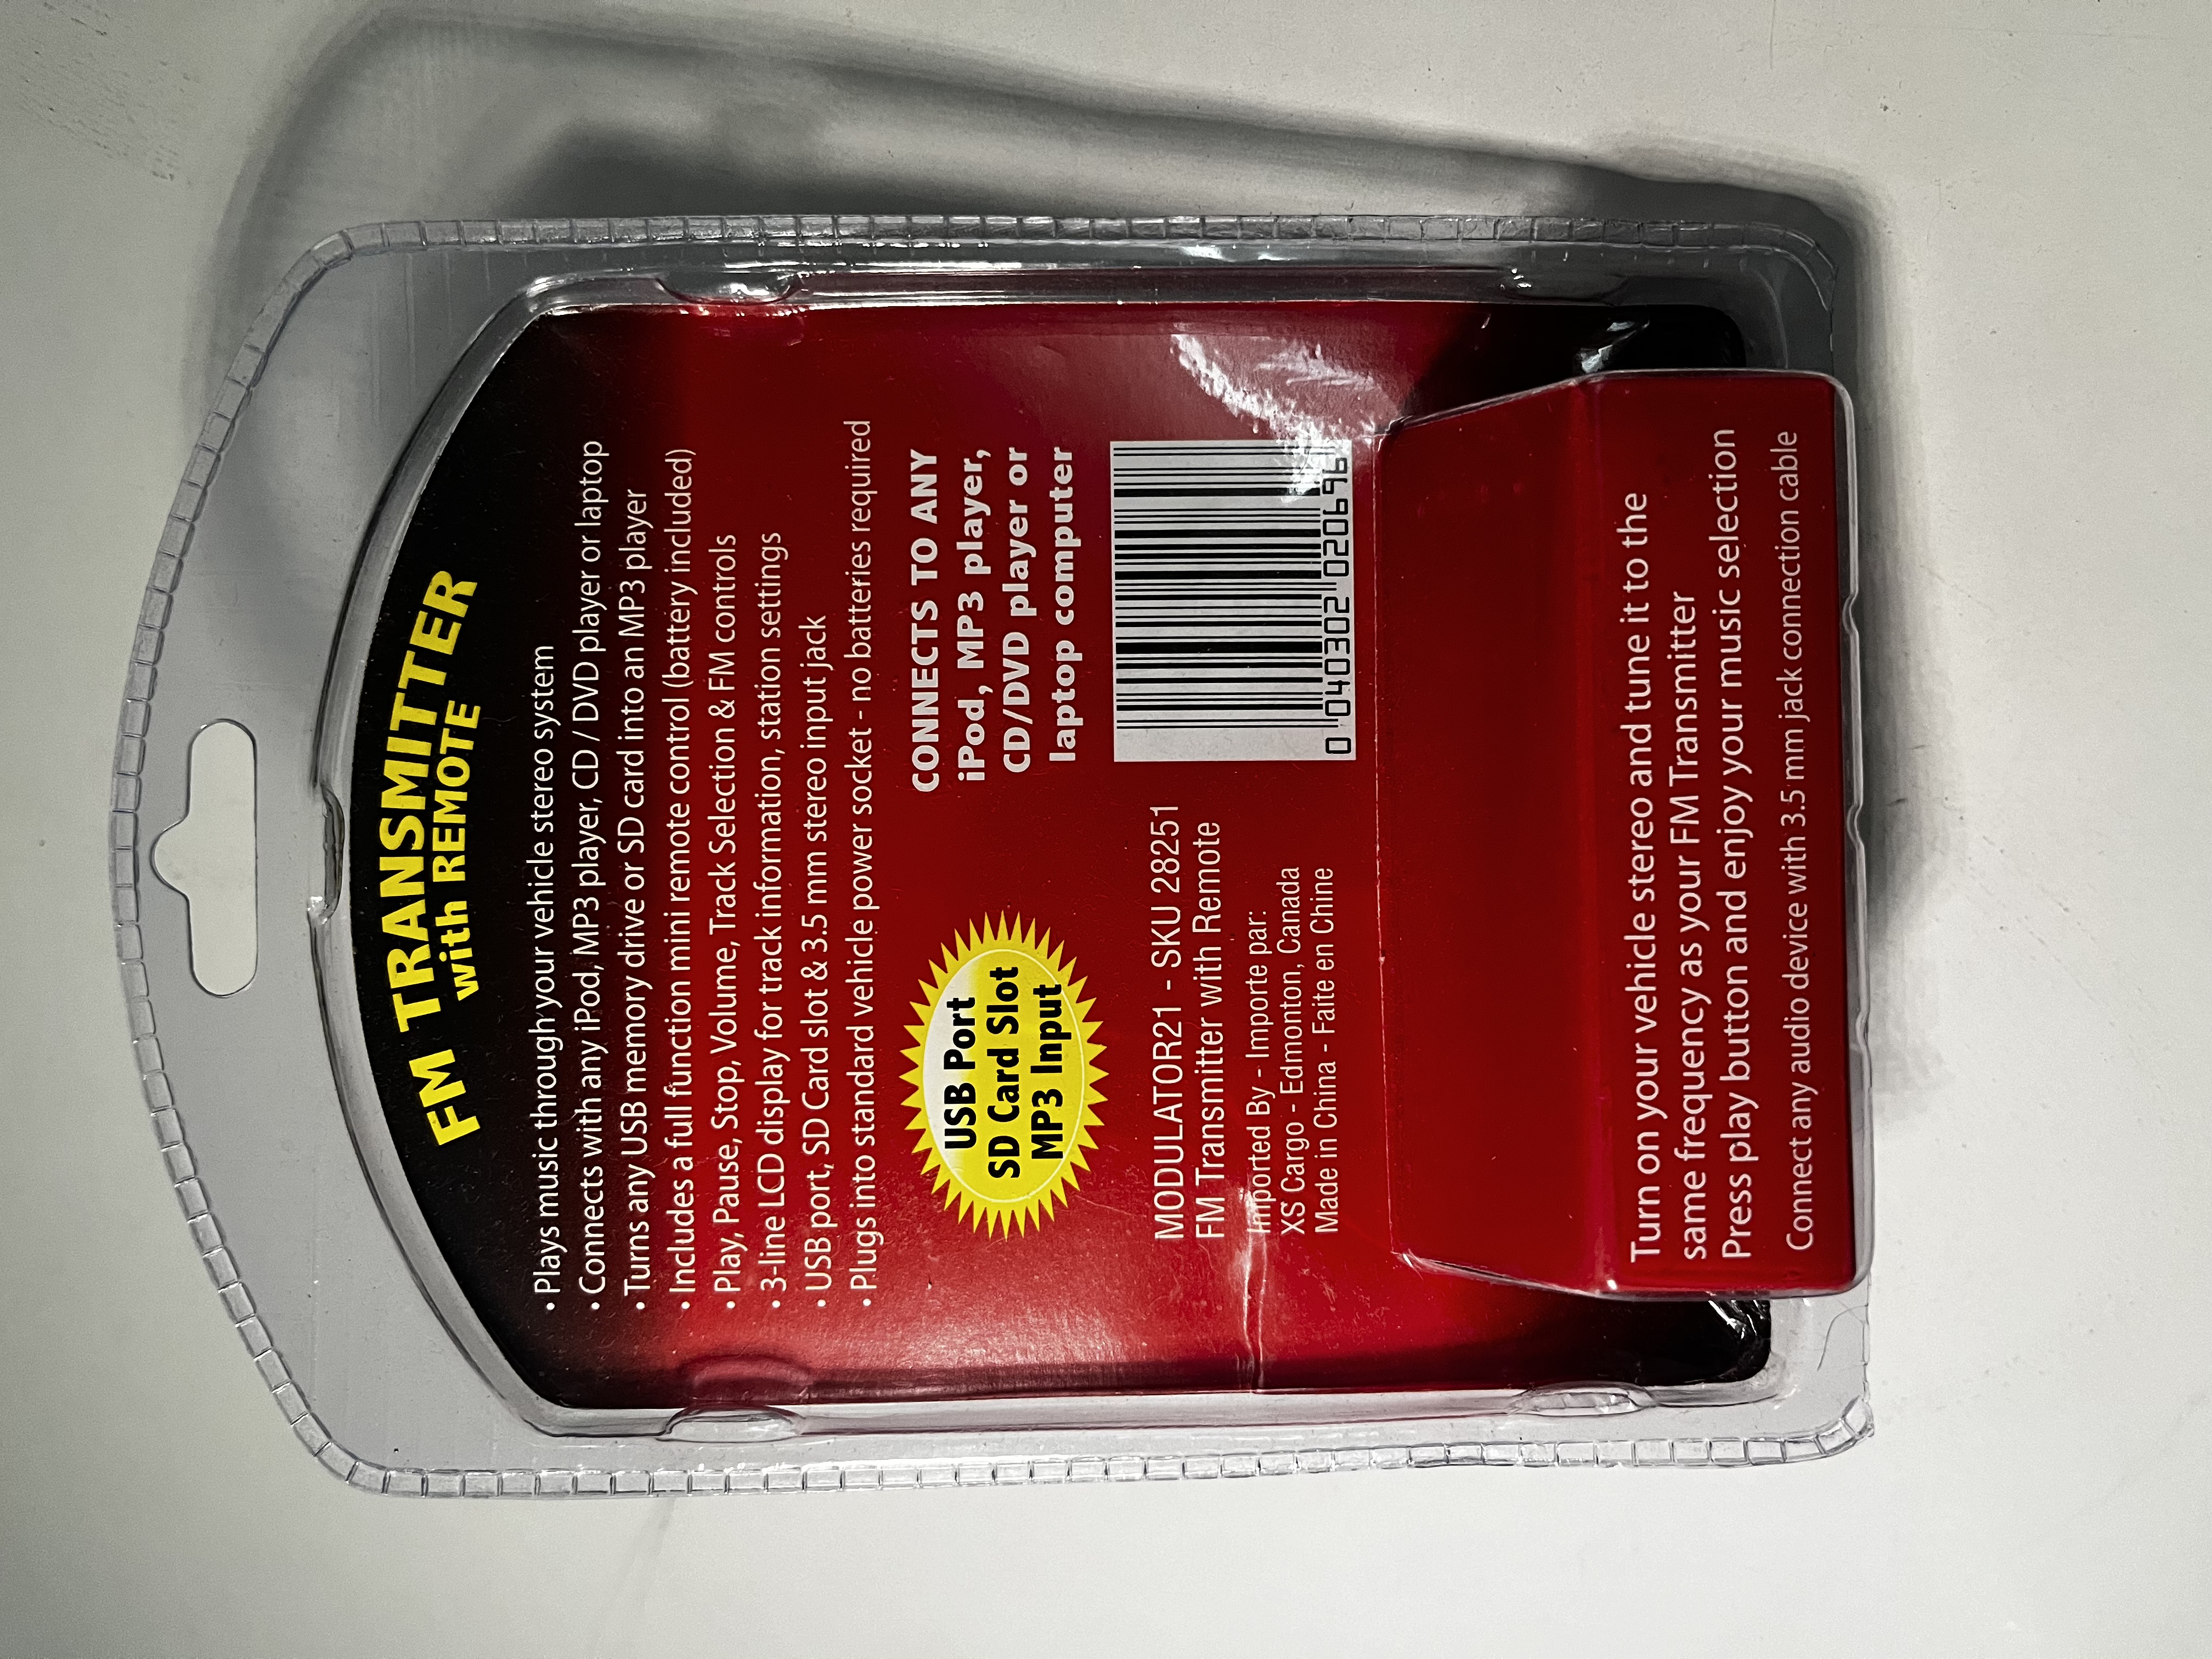 FM TRANSMITTER
with REMOTE
• Plays music through your vehicle stereo system
• Connects with any iPod, MP3 player, CD / DVD player or laptop
• Turns any USB memory drive or SD card into an MP3 player
• Includes a full function mini remote control (battery included)
• Play, Pause, Stop, Volume, Track Selection & FM controls
• 3-line LCD display for track information, station settings
• USB port, SD Card slot & 3.5 mm stereo input jack
• Plugs into standard vehicle power socket - no batteries required
USB Port
SD Card Slot
MP3 Input
CONNECTS TO ANY
iPod, MP3 player,
CD/DVD player or
laptop computer
MODULATOR21 - SKU 28251
FM Transmitter with Remote
Imported By - Importe par:
XS Cargo - Edmonton, Canada
Made in China - Faite en Chine
0 040302 020696
Turn on your vehicle stereo and tune it to the
same frequency as your FM Transmitter
Press play button and enjoy your music selection
Connect any audio device with 3.5 mm jack connection cable